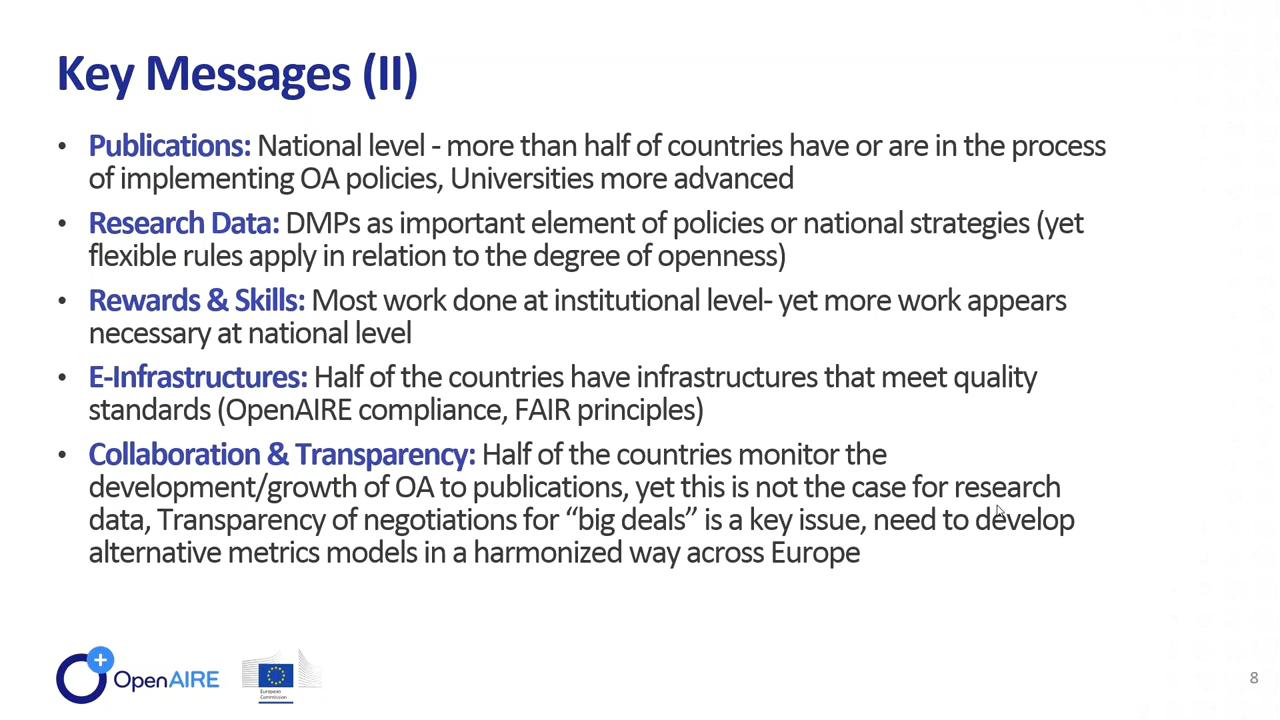 Key Messages (II)
• Publications: National level - more than half of countries have or are in the process
of implementing OA policies, Universities more advanced
• Research Data: DMPs as important element of policies or national strategies (yet
flexible rules apply in relation to the degree of openness)
• Rewards & Skills: Most work done at institutional level- yet more work appears
necessary at national level
• E-Infrastructures: Half of the countries have infrastructures that meet quality
standards (OpenAIRE compliance, FAIR principles)
• Collaboration & Transparency: Half of the countries monitor the
development/growth of OA to publications, yet this is not the case for research
data, Transparency of negotiations for “big deals” is a key issue, need to develop
alternative metrics models in a harmonized way across Europe
OpenAIRE
European
Commission
8